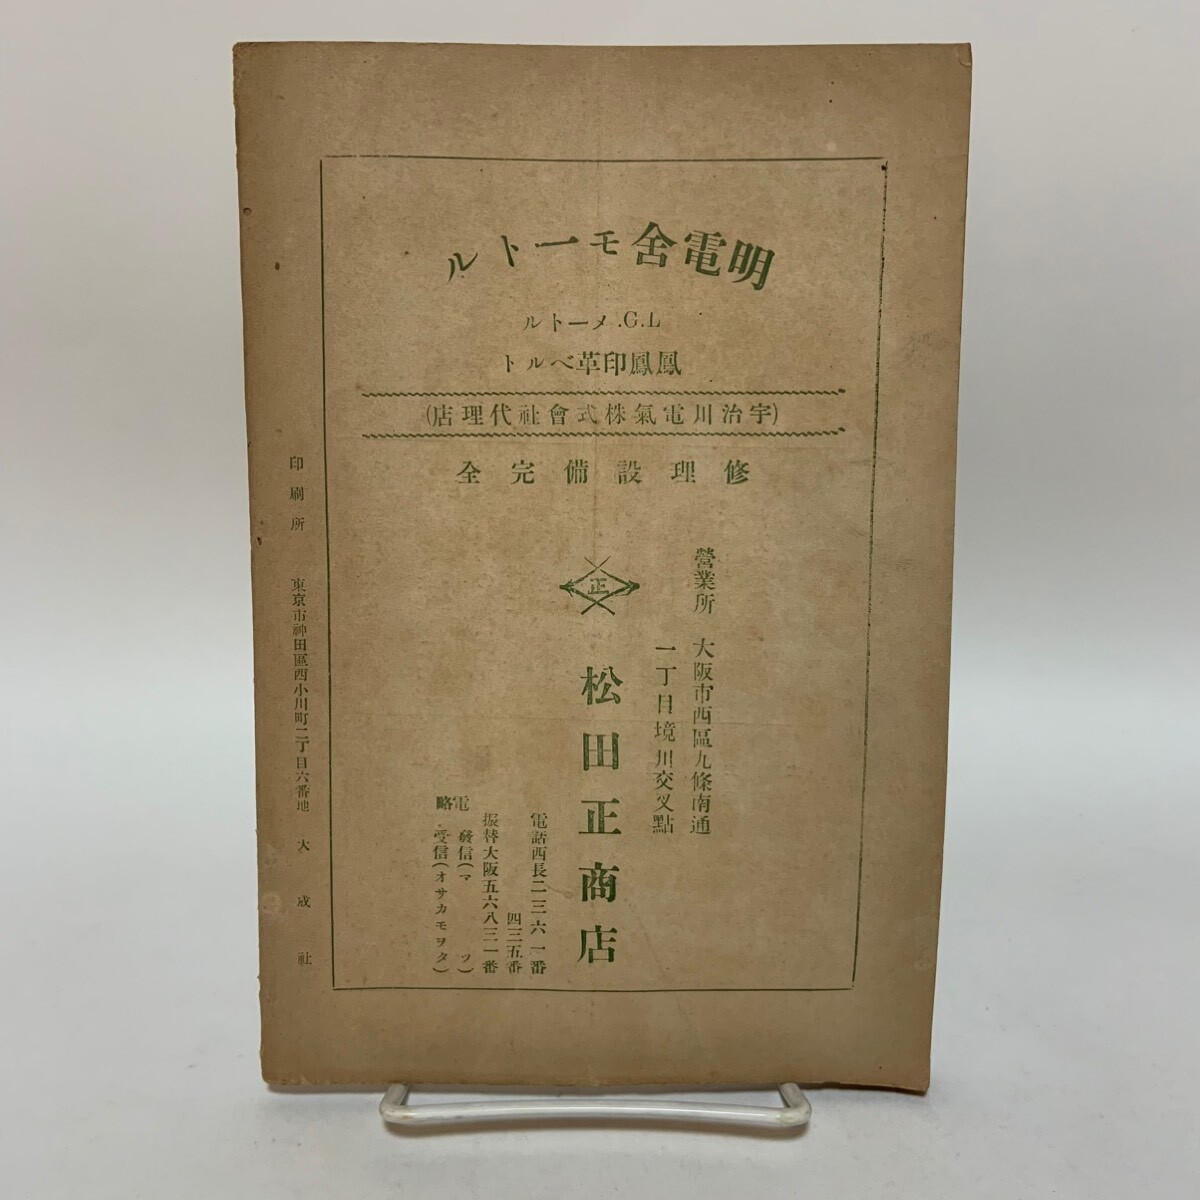 明電舍モートル
L.G.メートル
鳳凰印革ベルト
(宇治川電氣株式會社代理店)
修理設備完全
營業所 大阪市西區九條南通
一丁目境川交叉點
正
松田正商店
電話西長二三六一番
四三五番
振替大阪五六八三一番
電略 發信(マツ)
受信(オサカモヲタ)
印刷所 東京市神田區西小川町二丁目六番地 大成社